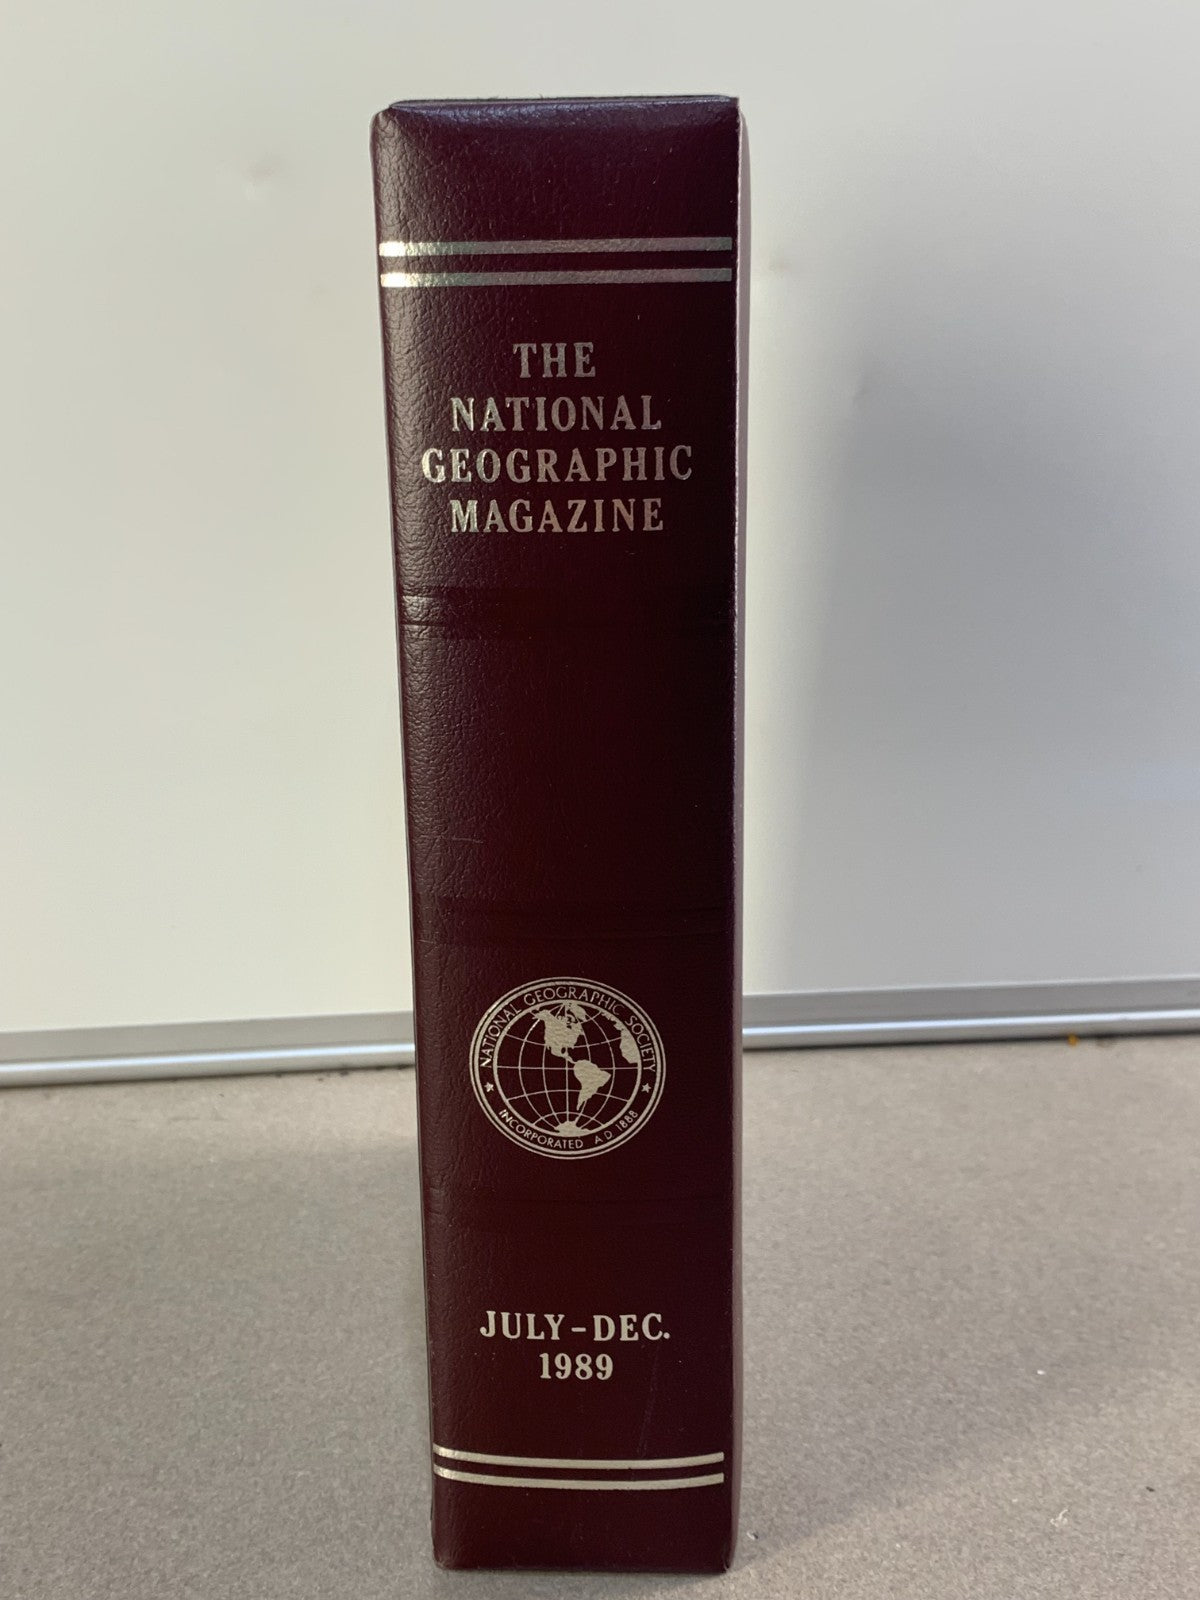 THE
NATIONAL
GEOGRAPHIC
MAGAZINE
NATIONAL GEOGRAPHIC SOCIETY
INCORPORATED A D 1888
JULY-DEC.
1989